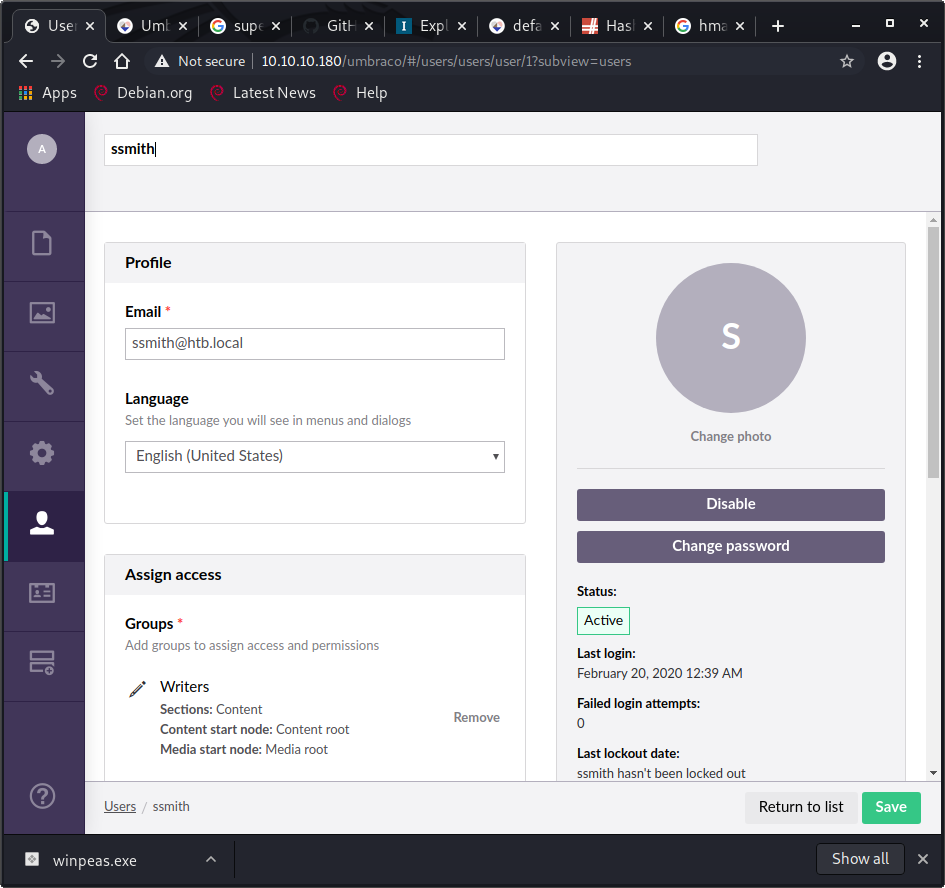 User
Umb
supe
GitH
Expl
defa
Hash
hma
Not secure
10.10.10.180/umbraco/#/users/users/user/1?subview=users
Apps
Debian.org
Latest News
Help
A
ssmith
Profile
Email *
ssmith@htb.local
Language
Set the language you will see in menus and dialogs
English (United States)
S
Change photo
Disable
Change password
Status:
Active
Last login:
February 20, 2020 12:39 AM
Failed login attempts:
0
Last lockout date:
ssmith hasn't been locked out
Assign access
Groups *
Add groups to assign access and permissions
Writers
Sections: Content
Content start node: Content root
Media start node: Media root
Remove
Users / ssmith
Return to list
Save
winpeas.exe
Show all